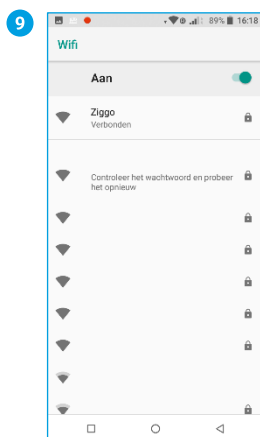 9
89% 16:18
Wifi
Aan
Ziggo
Verbonden
Controleer het wachtwoord en probeer
het opnieuw